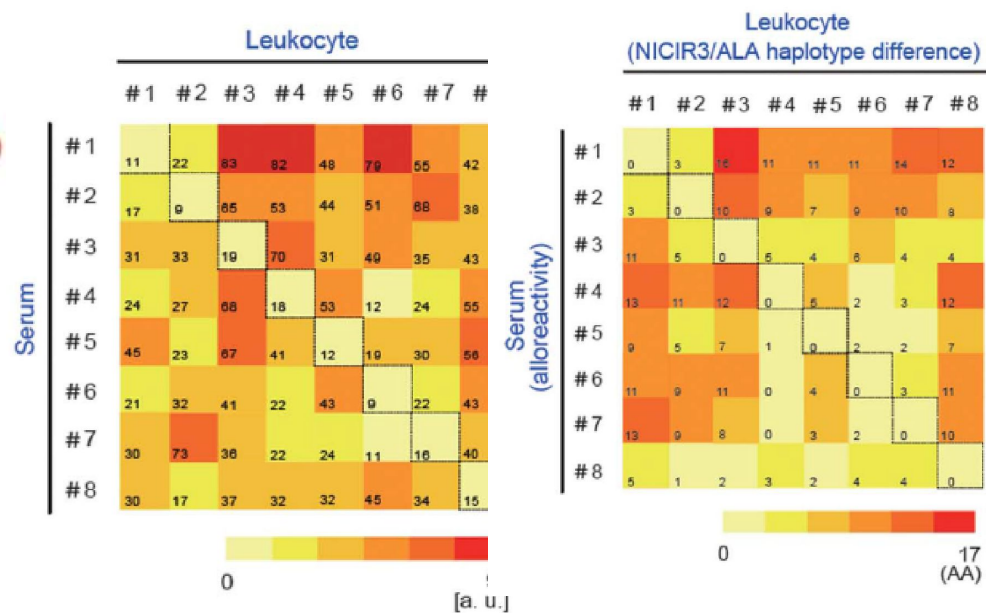 Leukocyte
#1 #2 #3 #4 #5 #6 #7 #
Serum
#1 11 22 83 82 48 79 55 42
#2 17 9 65 53 44 51 68 38
#3 31 33 19 70 31 49 35 43
#4 24 27 68 18 53 12 24 55
#5 45 23 67 41 12 19 30 56
#6 21 32 41 22 43 9 22 43
#7 30 73 36 22 24 11 16 40
#8 30 17 37 32 32 45 34 15
0
[a. u.]
Leukocyte
(NICIR3/ALA haplotype difference)
#1 #2 #3 #4 #5 #6 #7 #8
Serum
(alloreactivity)
#1 0 3 16 11 11 11 14 12
#2 3 0 10 9 7 9 10 8
#3 11 5 0 5 4 6 4 4
#4 13 11 12 0 5 2 3 12
#5 9 5 7 1 0 2 2 7
#6 11 9 11 0 4 0 3 11
#7 13 9 8 0 3 2 0 10
#8 5 1 2 3 2 4 4 0
0 17
(AA)